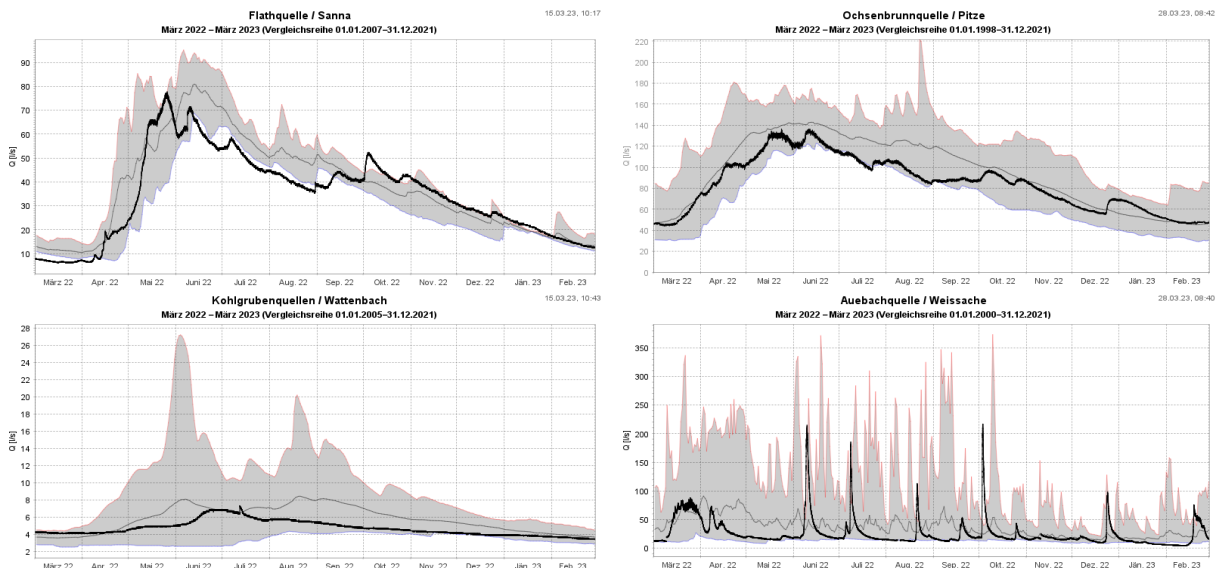 Flathquelle / Sanna
15.03.23, 10:17
März 2022 – März 2023 (Vergleichsreihe 01.01.2007–31.12.2021)
Q [l/s]
90
80
70
60
50
40
30
20
10
März 22 Apr. 22 Mai 22 Juni 22 Juli 22 Aug. 22 Sep. 22 Okt. 22 Nov. 22 Dez. 22 Jän. 23 Feb. 23
Ochsenbrunnquelle / Pitze
28.03.23, 08:42
März 2022 – März 2023 (Vergleichsreihe 01.01.1998–31.12.2021)
Q [l/s]
220
200
180
160
140
120
100
80
60
40
20
0
März 22 Apr. 22 Mai 22 Juni 22 Juli 22 Aug. 22 Sep. 22 Okt. 22 Nov. 22 Dez. 22 Jän. 23 Feb. 23
Kohlgrubenquellen / Wattenbach
15.03.23, 10:43
März 2022 – März 2023 (Vergleichsreihe 01.01.2005–31.12.2021)
Q [l/s]
28
26
24
22
20
18
16
14
12
10
8
6
4
2
März 22 Apr. 22 Mai 22 Juni 22 Juli 22 Aug. 22 Sep. 22 Okt. 22 Nov. 22 Dez. 22 Jän. 23 Feb. 23
Auebachquelle / Weissache
28.03.23, 08:40
März 2022 – März 2023 (Vergleichsreihe 01.01.2000–31.12.2021)
Q [l/s]
350
300
250
200
150
100
50
0
März 22 Apr. 22 Mai 22 Juni 22 Juli 22 Aug. 22 Sep. 22 Okt. 22 Nov. 22 Dez. 22 Jän. 23 Feb. 23